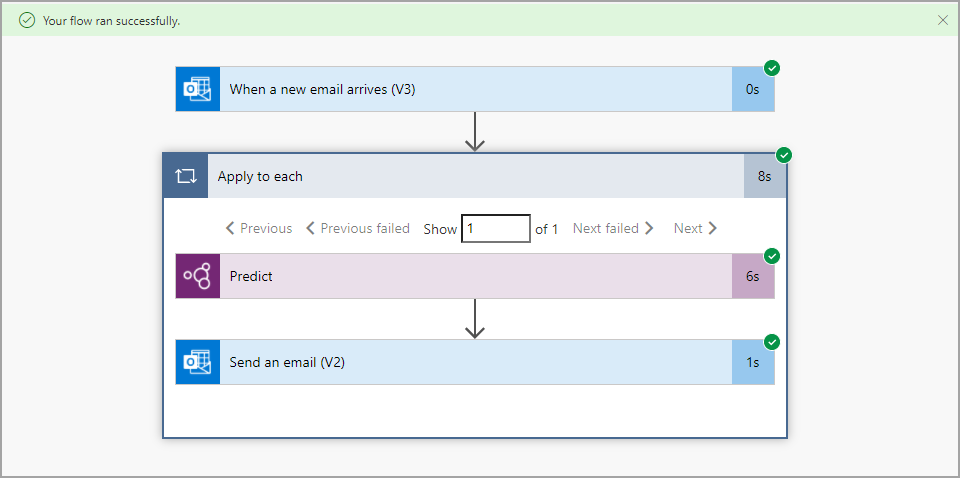 Your flow ran successfully.
When a new email arrives (V3) 0s
Apply to each 8s
Previous Previous failed Show 1 of 1 Next failed Next
Predict 6s
Send an email (V2) 1s